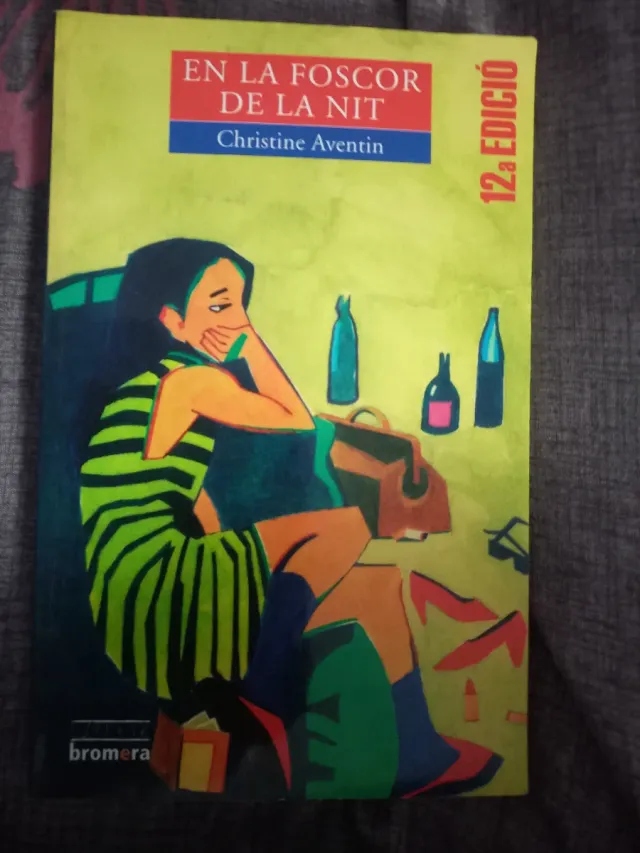 EN LA FOSCOR
DE LA NIT
Christine Aventin
12a EDICIÓ
bromera